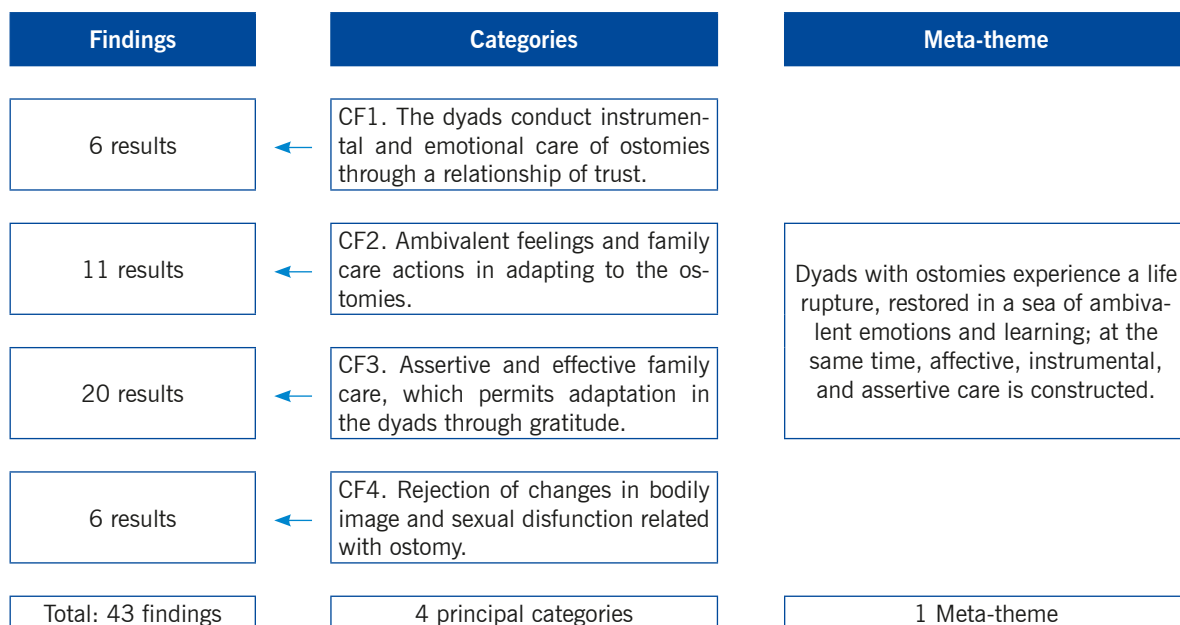 Findings
Categories
Meta-theme
6 results
CF1. The dyads conduct instrumen-
tal and emotional care of ostomies
through a relationship of trust.
11 results
CF2. Ambivalent feelings and family
care actions in adapting to the os-
tomies.
20 results
CF3. Assertive and effective family
care, which permits adaptation in
the dyads through gratitude.
Dyads with ostomies experience a life
rupture, restored in a sea of ambiva-
lent emotions and learning; at the
same time, affective, instrumental,
and assertive care is constructed.
6 results
CF4. Rejection of changes in bodily
image and sexual disfunction related
with ostomy.
Total: 43 findings
4 principal categories
1 Meta-theme